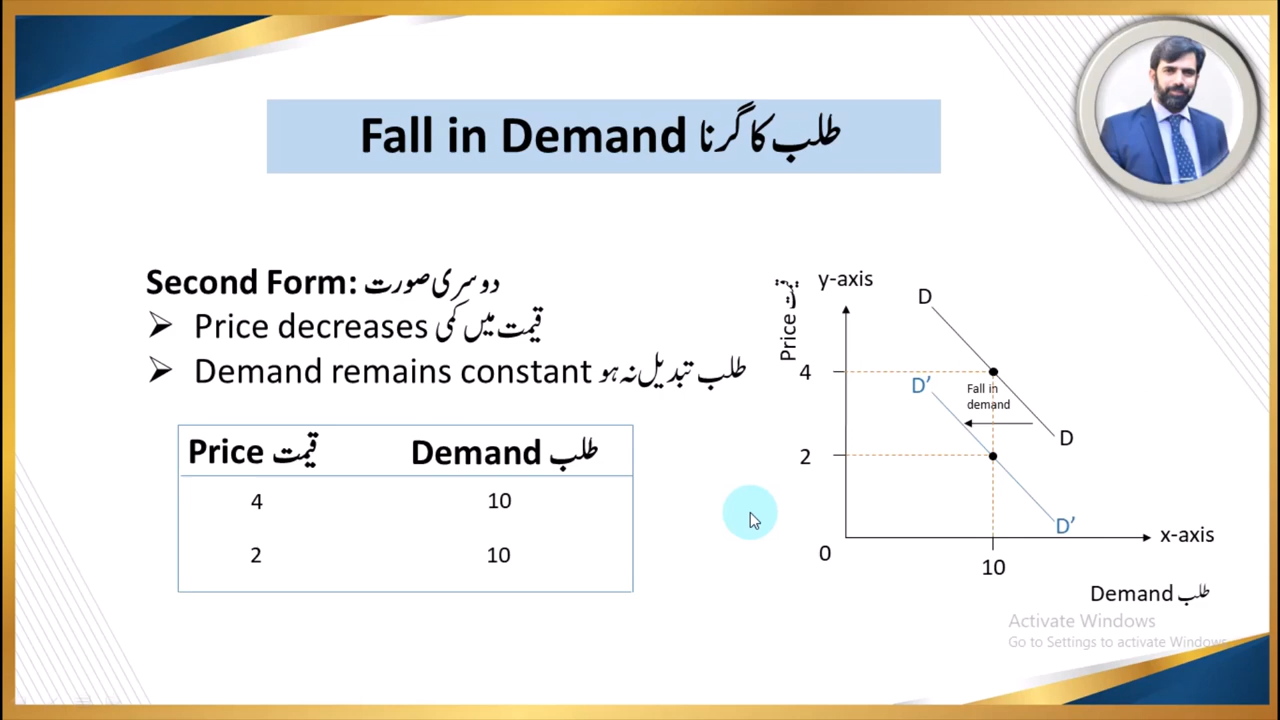 Fall in Demand طلب کا گرنا
Second Form: دوسری صورت
Price decreases قیمت میں کمی
Demand remains constant طلب تبدیل نہ ہو
Price قیمت Demand طلب
4 10
2 10
y-axis
Price
D
4
D’
Fall in
demand
D
2
D’
x-axis
0
10
Demand طلب
Activate Windows
Go to Settings to activate Windows.